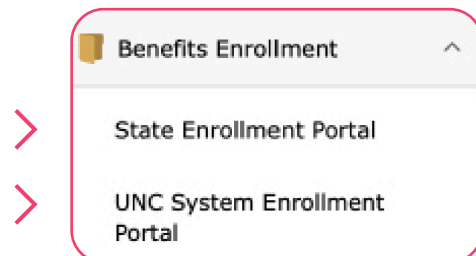 Benefits Enrollment
State Enrollment Portal
UNC System Enrollment
Portal